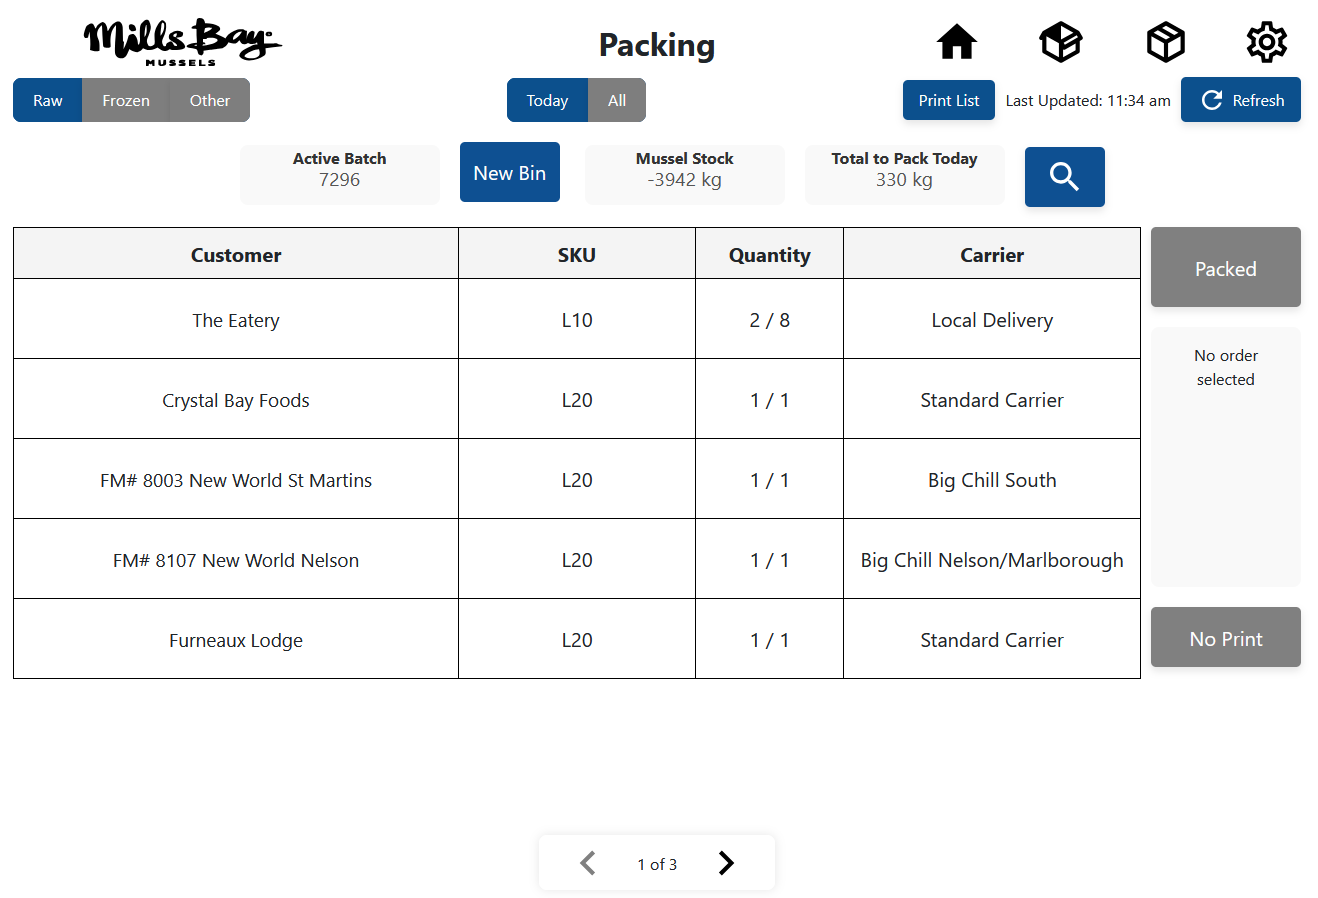 Mills Bay
MUSSELS
Packing
Raw Frozen Other
Today All
Print List Last Updated: 11:34 am Refresh
Active Batch
7296
New Bin
Mussel Stock
-3942 kg
Total to Pack Today
330 kg
Customer SKU Quantity Carrier
The Eatery L10 2 / 8 Local Delivery
Crystal Bay Foods L20 1 / 1 Standard Carrier
FM# 8003 New World St Martins L20 1 / 1 Big Chill South
FM# 8107 New World Nelson L20 1 / 1 Big Chill Nelson/Marlborough
Furneaux Lodge L20 1 / 1 Standard Carrier
Packed
No order
selected
No Print
1 of 3